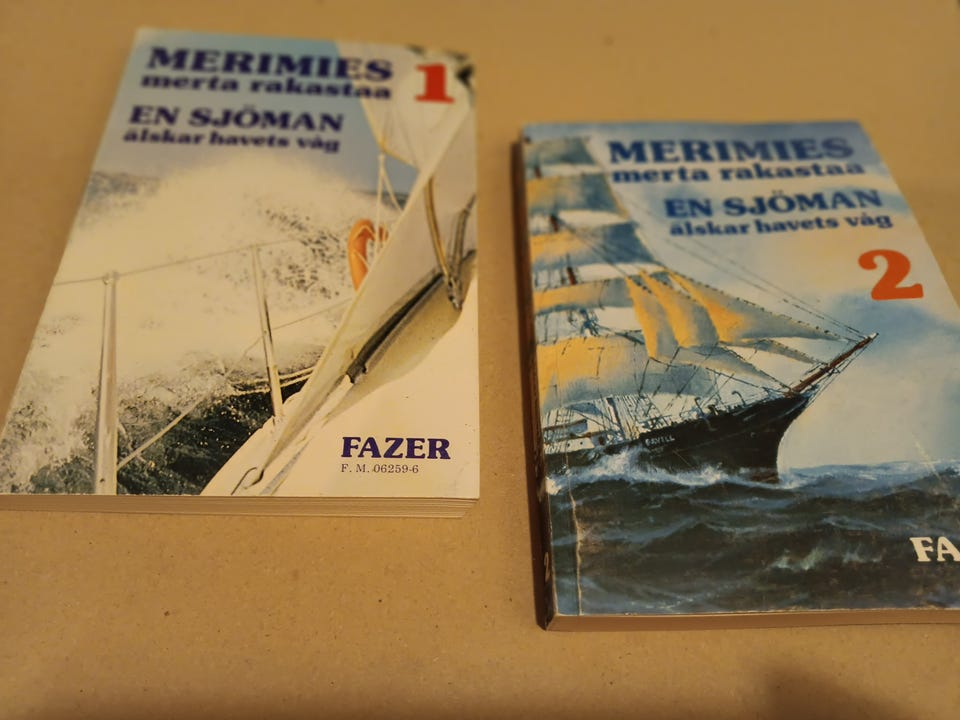 MERIMIES
merta rakastaa
1
EN SJÖMAN
älskar havets våg
FAZER
F. M. 06259-6
MERIMIES
merta rakastaa
EN SJÖMAN
älskar havets våg
2
FA